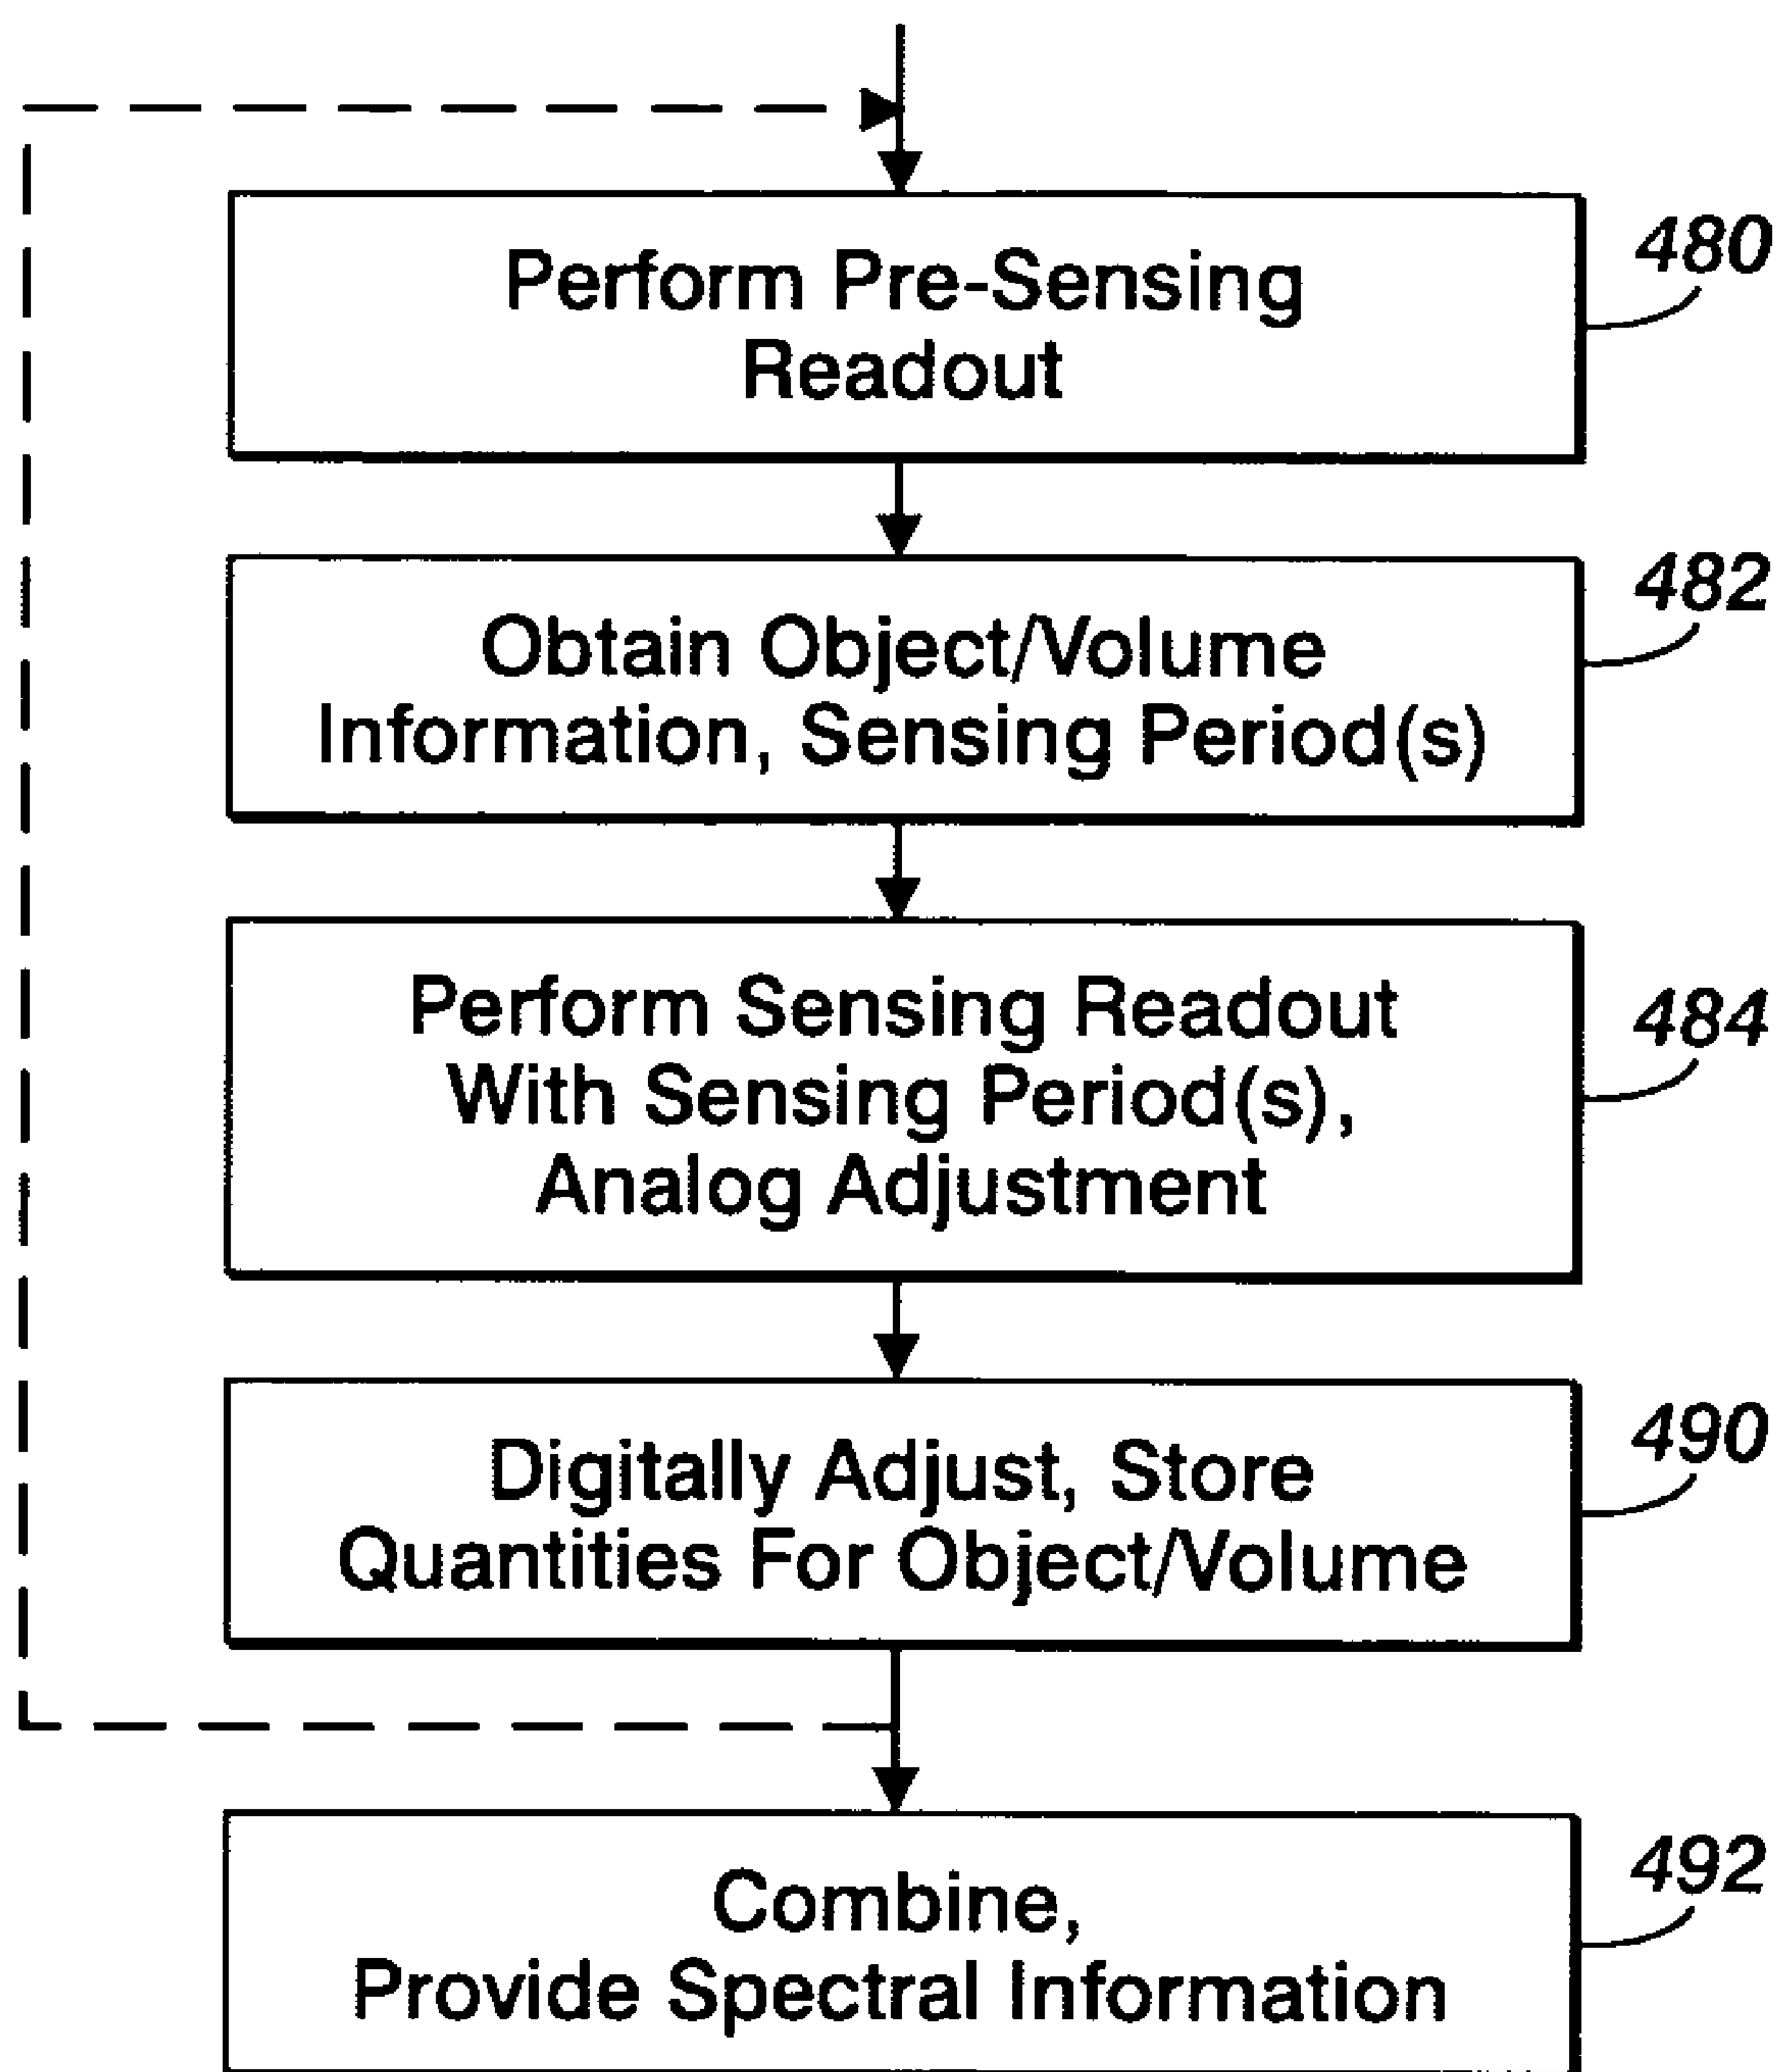 Perform Pre-Sensing
Readout
480
Obtain Object/Volume
Information, Sensing Period(s)
482
Perform Sensing Readout
With Sensing Period(s),
Analog Adjustment
484
Digitally Adjust, Store
Quantities For Object/Volume
490
Combine,
Provide Spectral Information
492